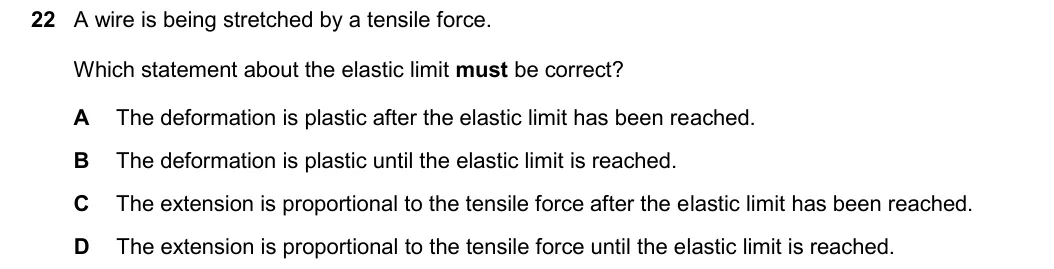 22 A wire is being stretched by a tensile force.
Which statement about the elastic limit must be correct?
A The deformation is plastic after the elastic limit has been reached.
B The deformation is plastic until the elastic limit is reached.
C The extension is proportional to the tensile force after the elastic limit has been reached.
D The extension is proportional to the tensile force until the elastic limit is reached.